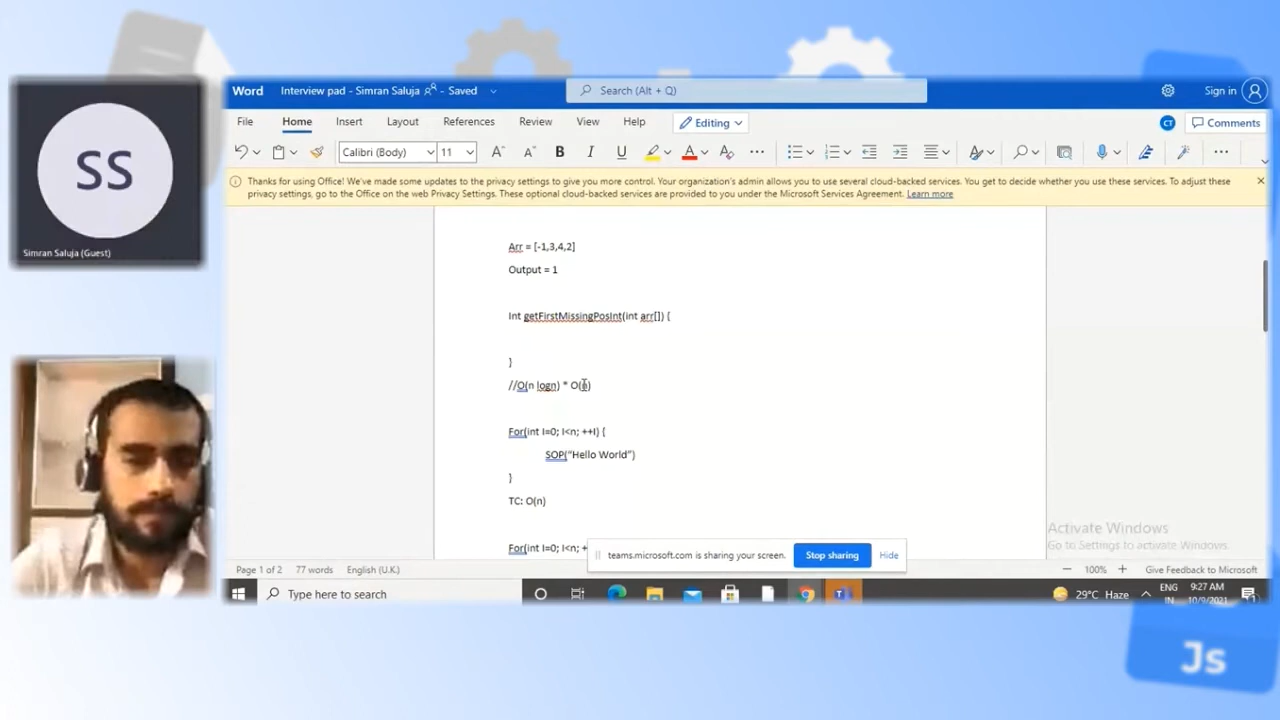 Word
Interview pad - Simran Saluja - Saved
Search (Alt + Q)
Sign in
File Home Insert Layout References Review View Help Editing CT Comments
Calibri (Body) 11
Thanks for using Office! We've made some updates to the privacy settings to give you more control. Your organization's admin allows you to use several cloud-backed services. You get to decide whether you use these services. To adjust these
privacy settings, go to the Office on the web Privacy Settings. These optional cloud-backed services are provided to you under the Microsoft Services Agreement. Learn more
SS
Simran Saluja (Guest)
Arr = [-1,3,4,2]
Output = 1
Int getFirstMissingPosInt(int arr[]) {
}
//O(n logn) * O(n)
For(int I=0; I<n; ++I) {
SOP("Hello World")
}
TC: O(n)
For(int I=0; I<n; +
Activate Windows
Go to Settings to activate Windows.
teams.microsoft.com is sharing your screen.
Stop sharing
Hide
Page 1 of 2 77 words English (U.K.)
100% Give Feedback to Microsoft
Type here to search
29°C Haze
ENG
IN
9:27 AM
10/9/2021
Js